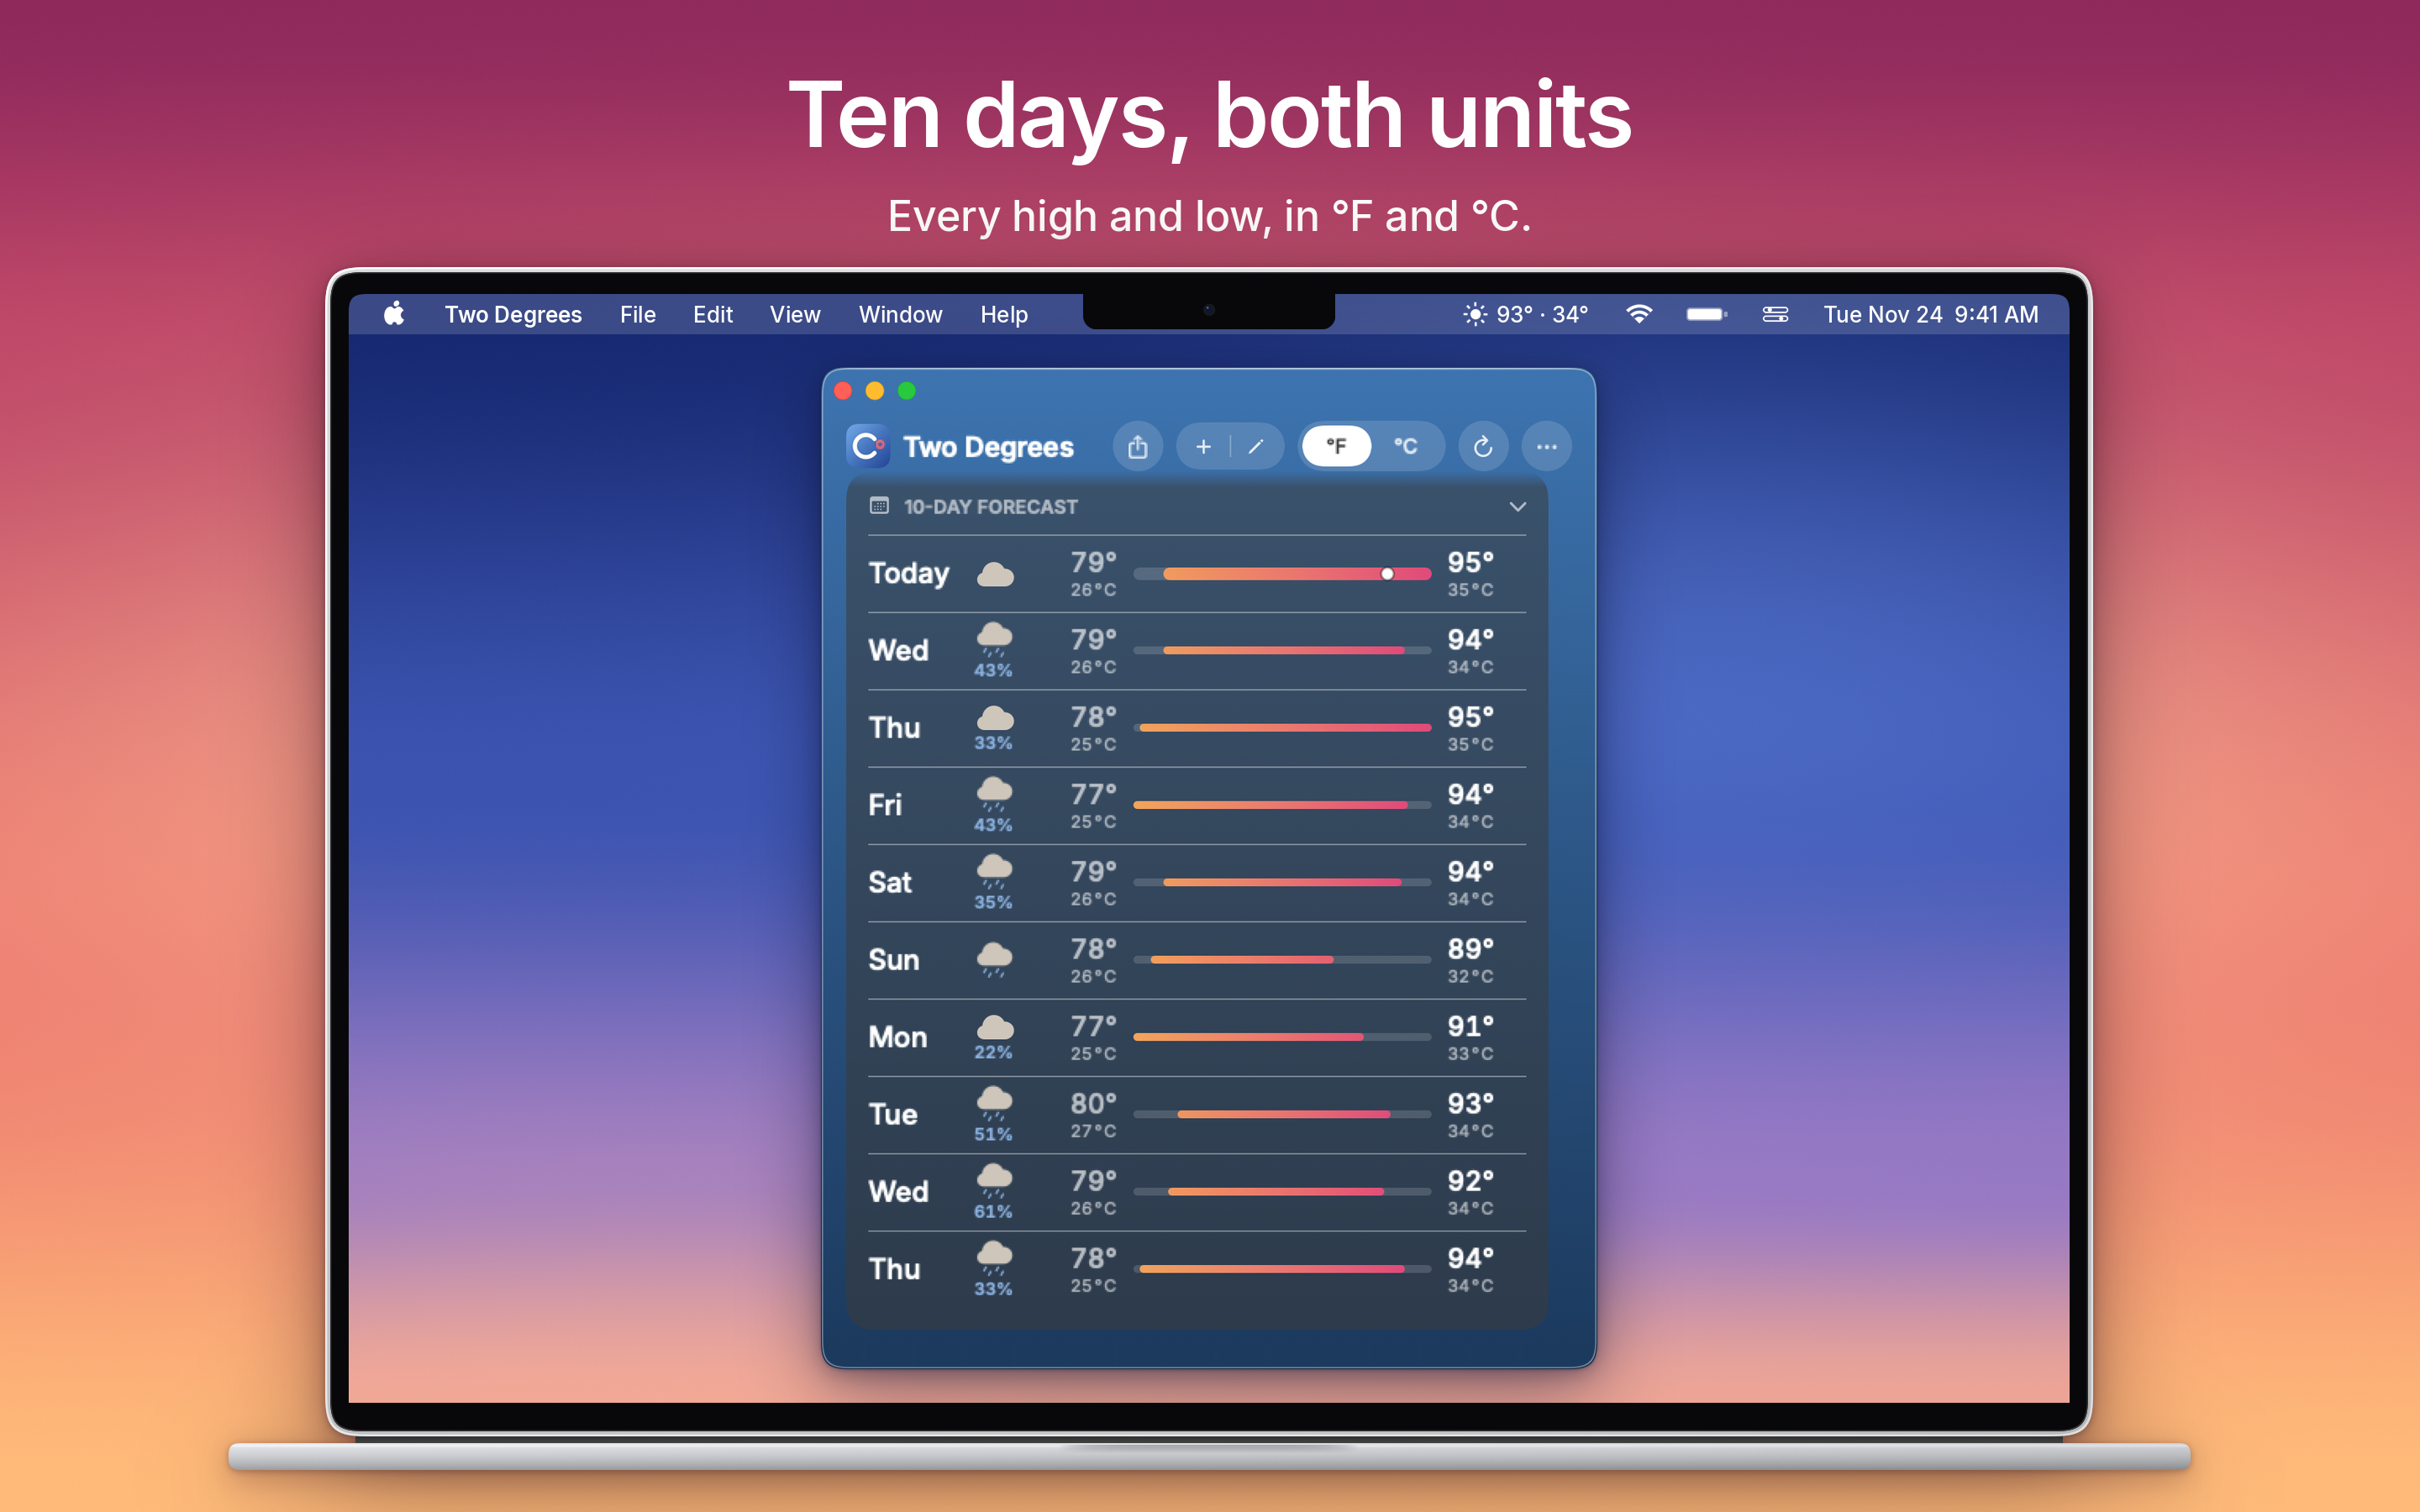 Ten days, both units
Every high and low, in °F and °C.
Two Degrees File Edit View Window Help 93° · 34° Tue Nov 24 9:41 AM
Two Degrees °F °C
10-DAY FORECAST
Today 79° 26°C 95° 35°C
Wed 43% 79° 26°C 94° 34°C
Thu 33% 78° 25°C 95° 35°C
Fri 43% 77° 25°C 94° 34°C
Sat 35% 79° 26°C 94° 34°C
Sun 78° 26°C 89° 32°C
Mon 22% 77° 25°C 91° 33°C
Tue 51% 80° 27°C 93° 34°C
Wed 61% 79° 26°C 92° 34°C
Thu 33% 78° 25°C 94° 34°C